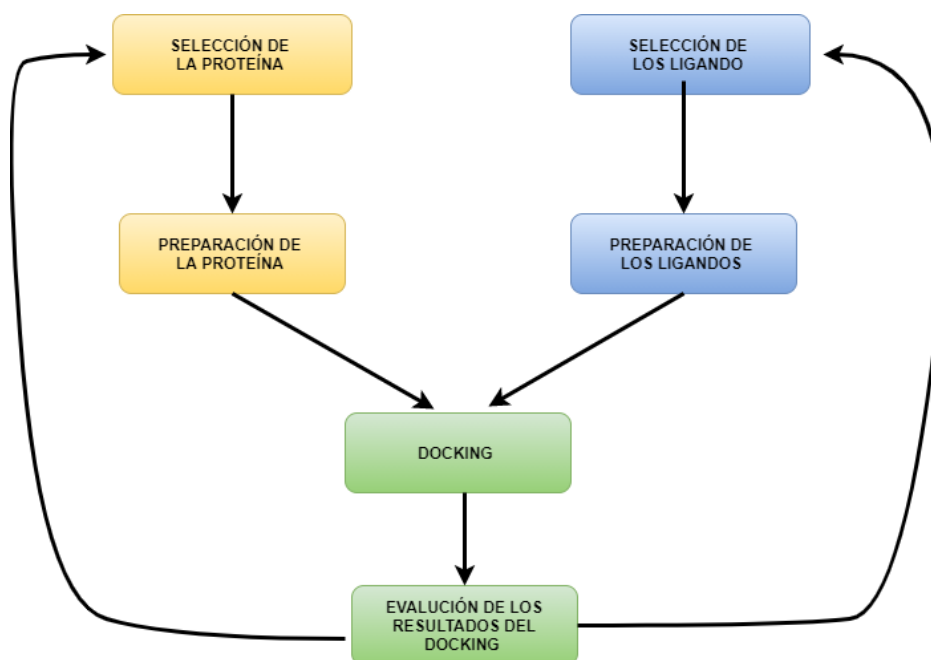 SELECCIÓN DE
LA PROTEÍNA
SELECCIÓN DE
LOS LIGANDO
PREPARACIÓN DE
LA PROTEÍNA
PREPARACIÓN DE
LOS LIGANDOS
DOCKING
EVALUCIÓN DE LOS
RESULTADOS DEL
DOCKING